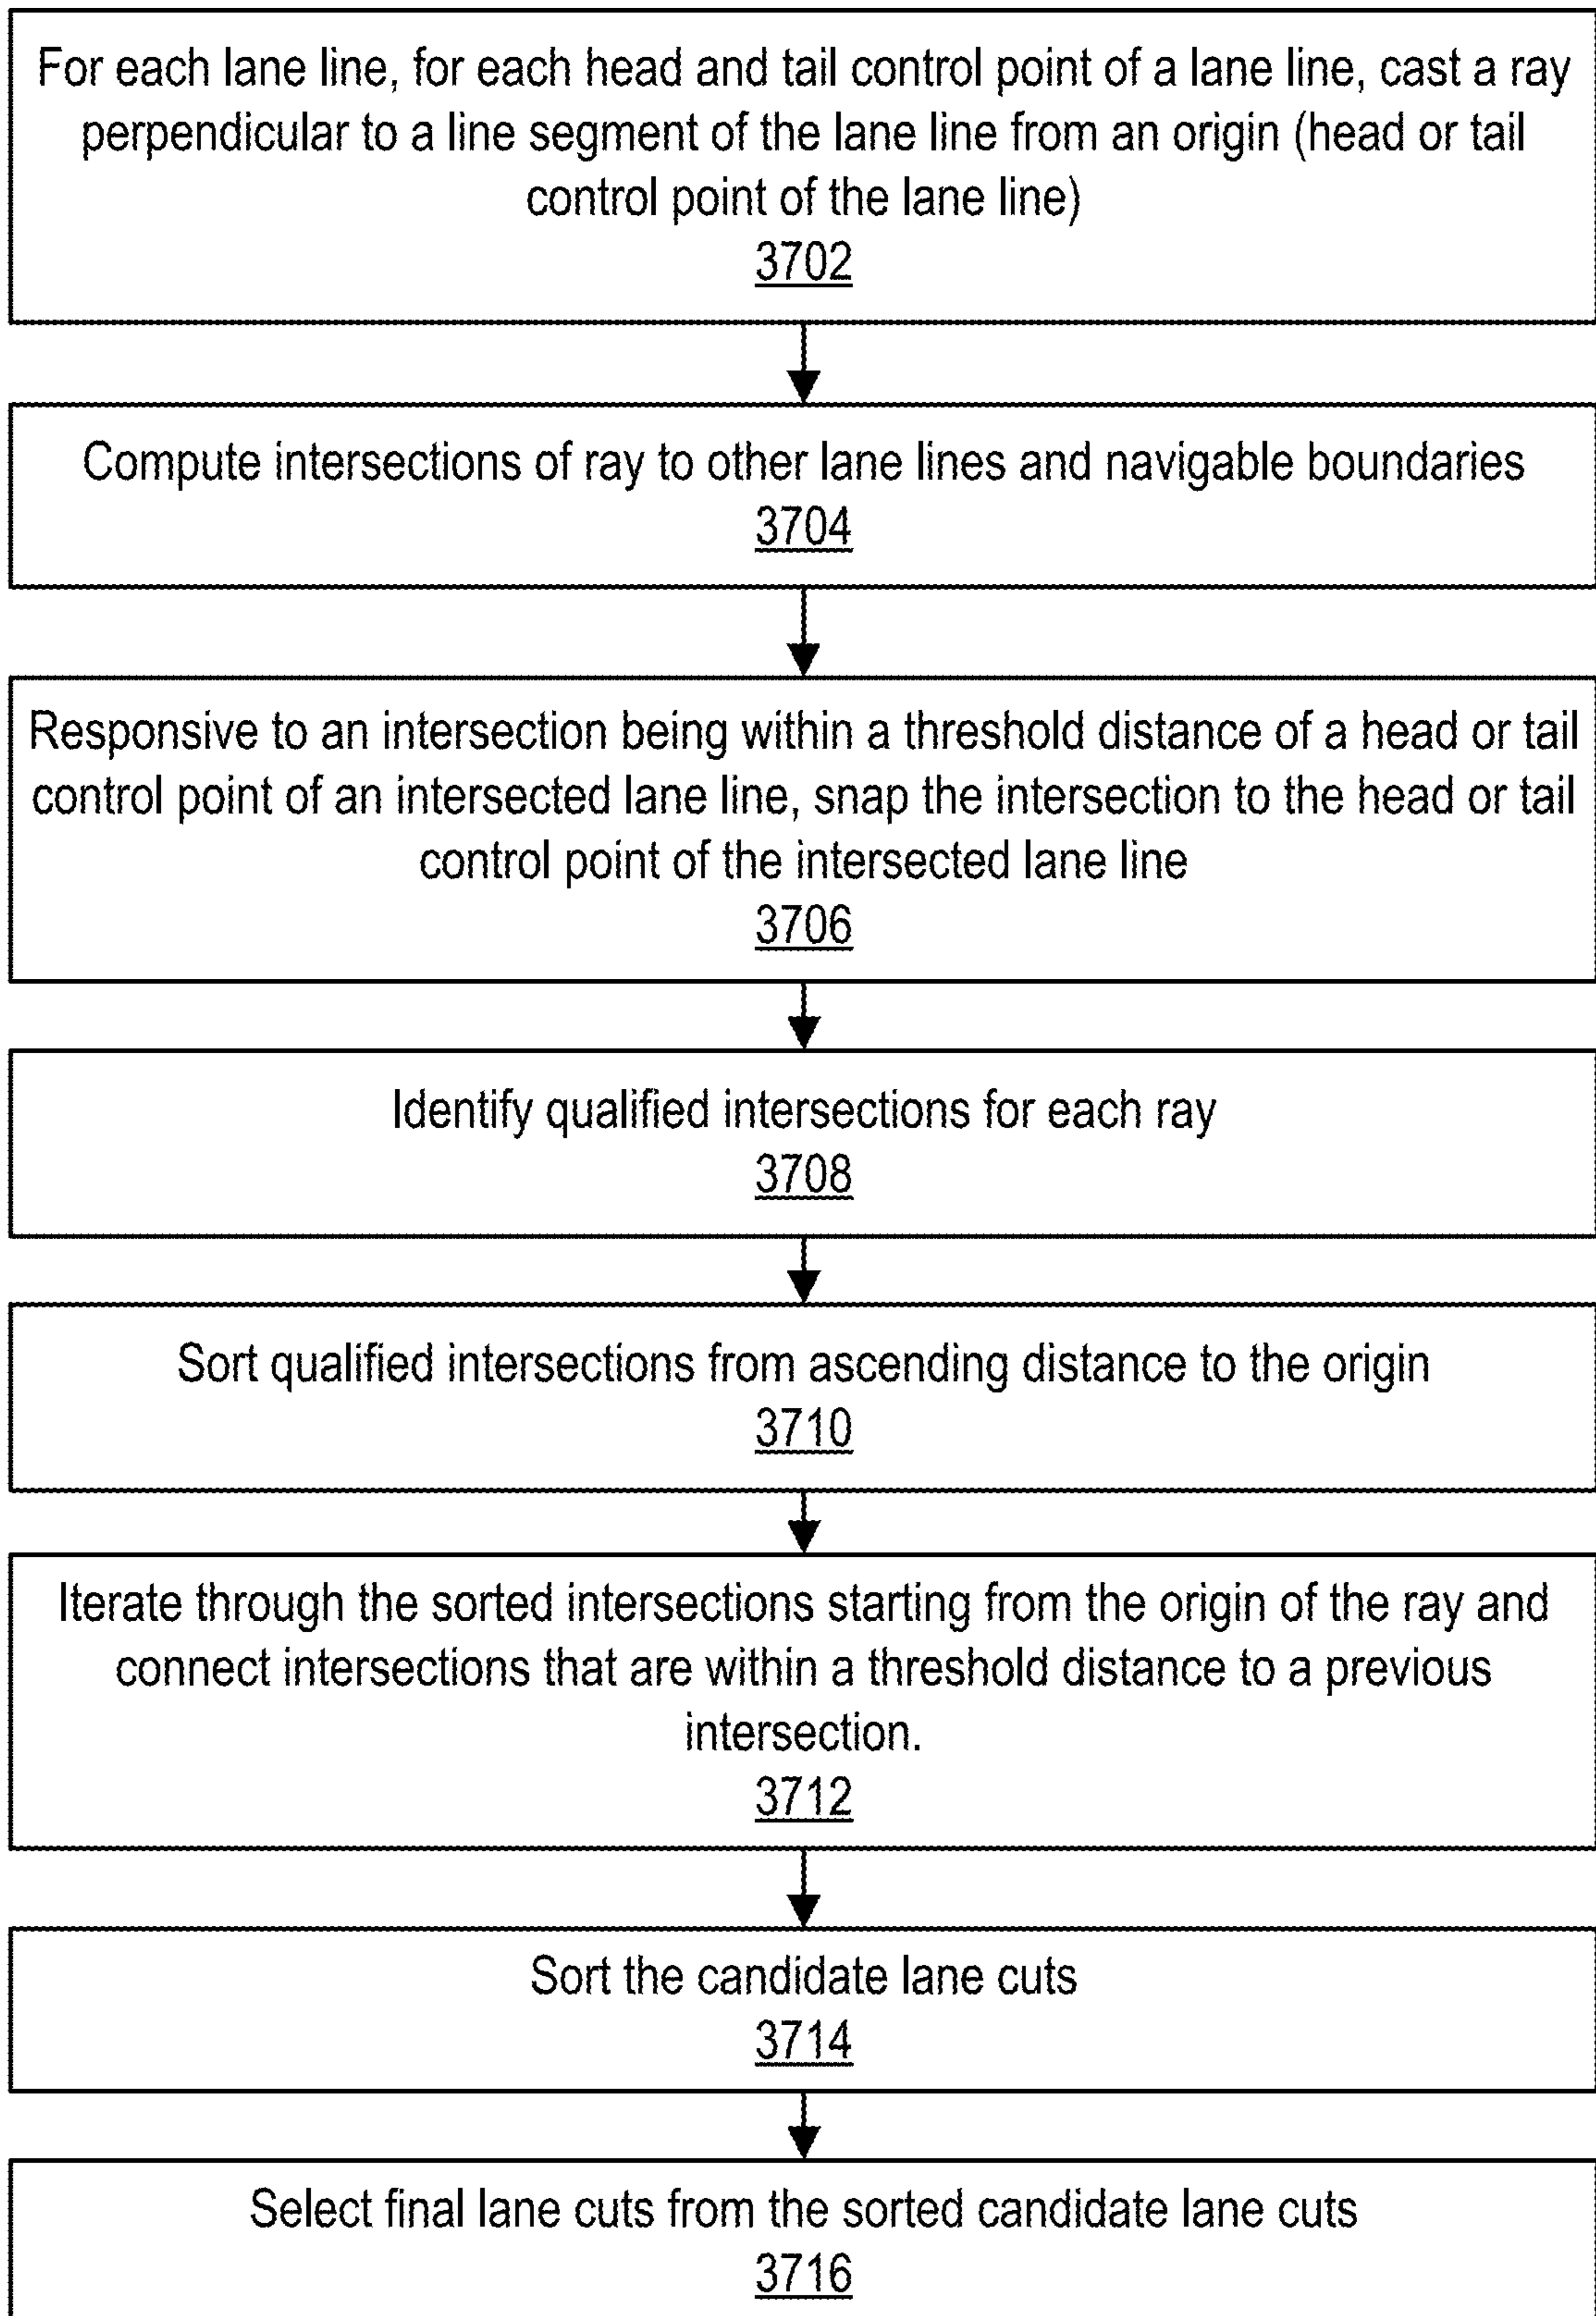 For each lane line, for each head and tail control point of a lane line, cast a ray
perpendicular to a line segment of the lane line from an origin (head or tail
control point of the lane line)
3702
Compute intersections of ray to other lane lines and navigable boundaries
3704
Responsive to an intersection being within a threshold distance of a head or tail
control point of an intersected lane line, snap the intersection to the head or tail
control point of the intersected lane line
3706
Identify qualified intersections for each ray
3708
Sort qualified intersections from ascending distance to the origin
3710
Iterate through the sorted intersections starting from the origin of the ray and
connect intersections that are within a threshold distance to a previous
intersection.
3712
Sort the candidate lane cuts
3714
Select final lane cuts from the sorted candidate lane cuts
3716